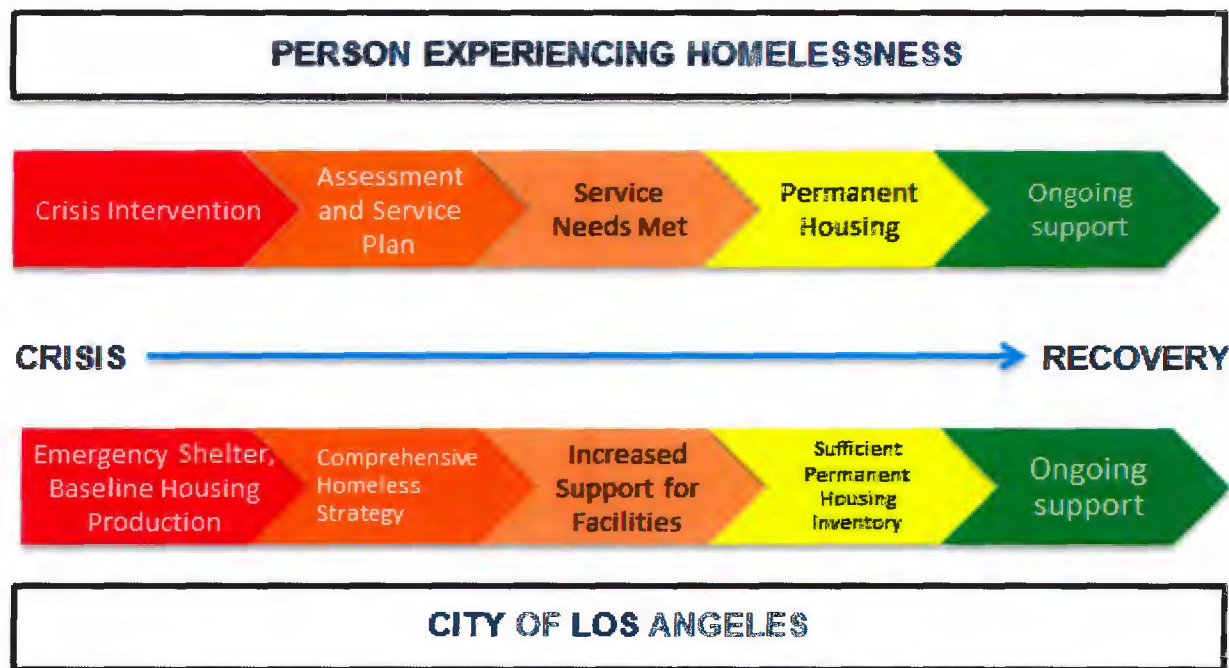 PERSON EXPERIENCING HOMELESSNESS
Crisis Intervention
Assessment
and Service
Plan
Service
Needs Met
Permanent
Housing
Ongoing
support
CRISIS
RECOVERY
Emergency Shelter,
Baseline Housing
Production
Comprehensive
Homeless
Strategy
Increased
Support for
Facilities
Sufficient
Permanent
Housing
Inventory
Ongoing
support
CITY OF LOS ANGELES